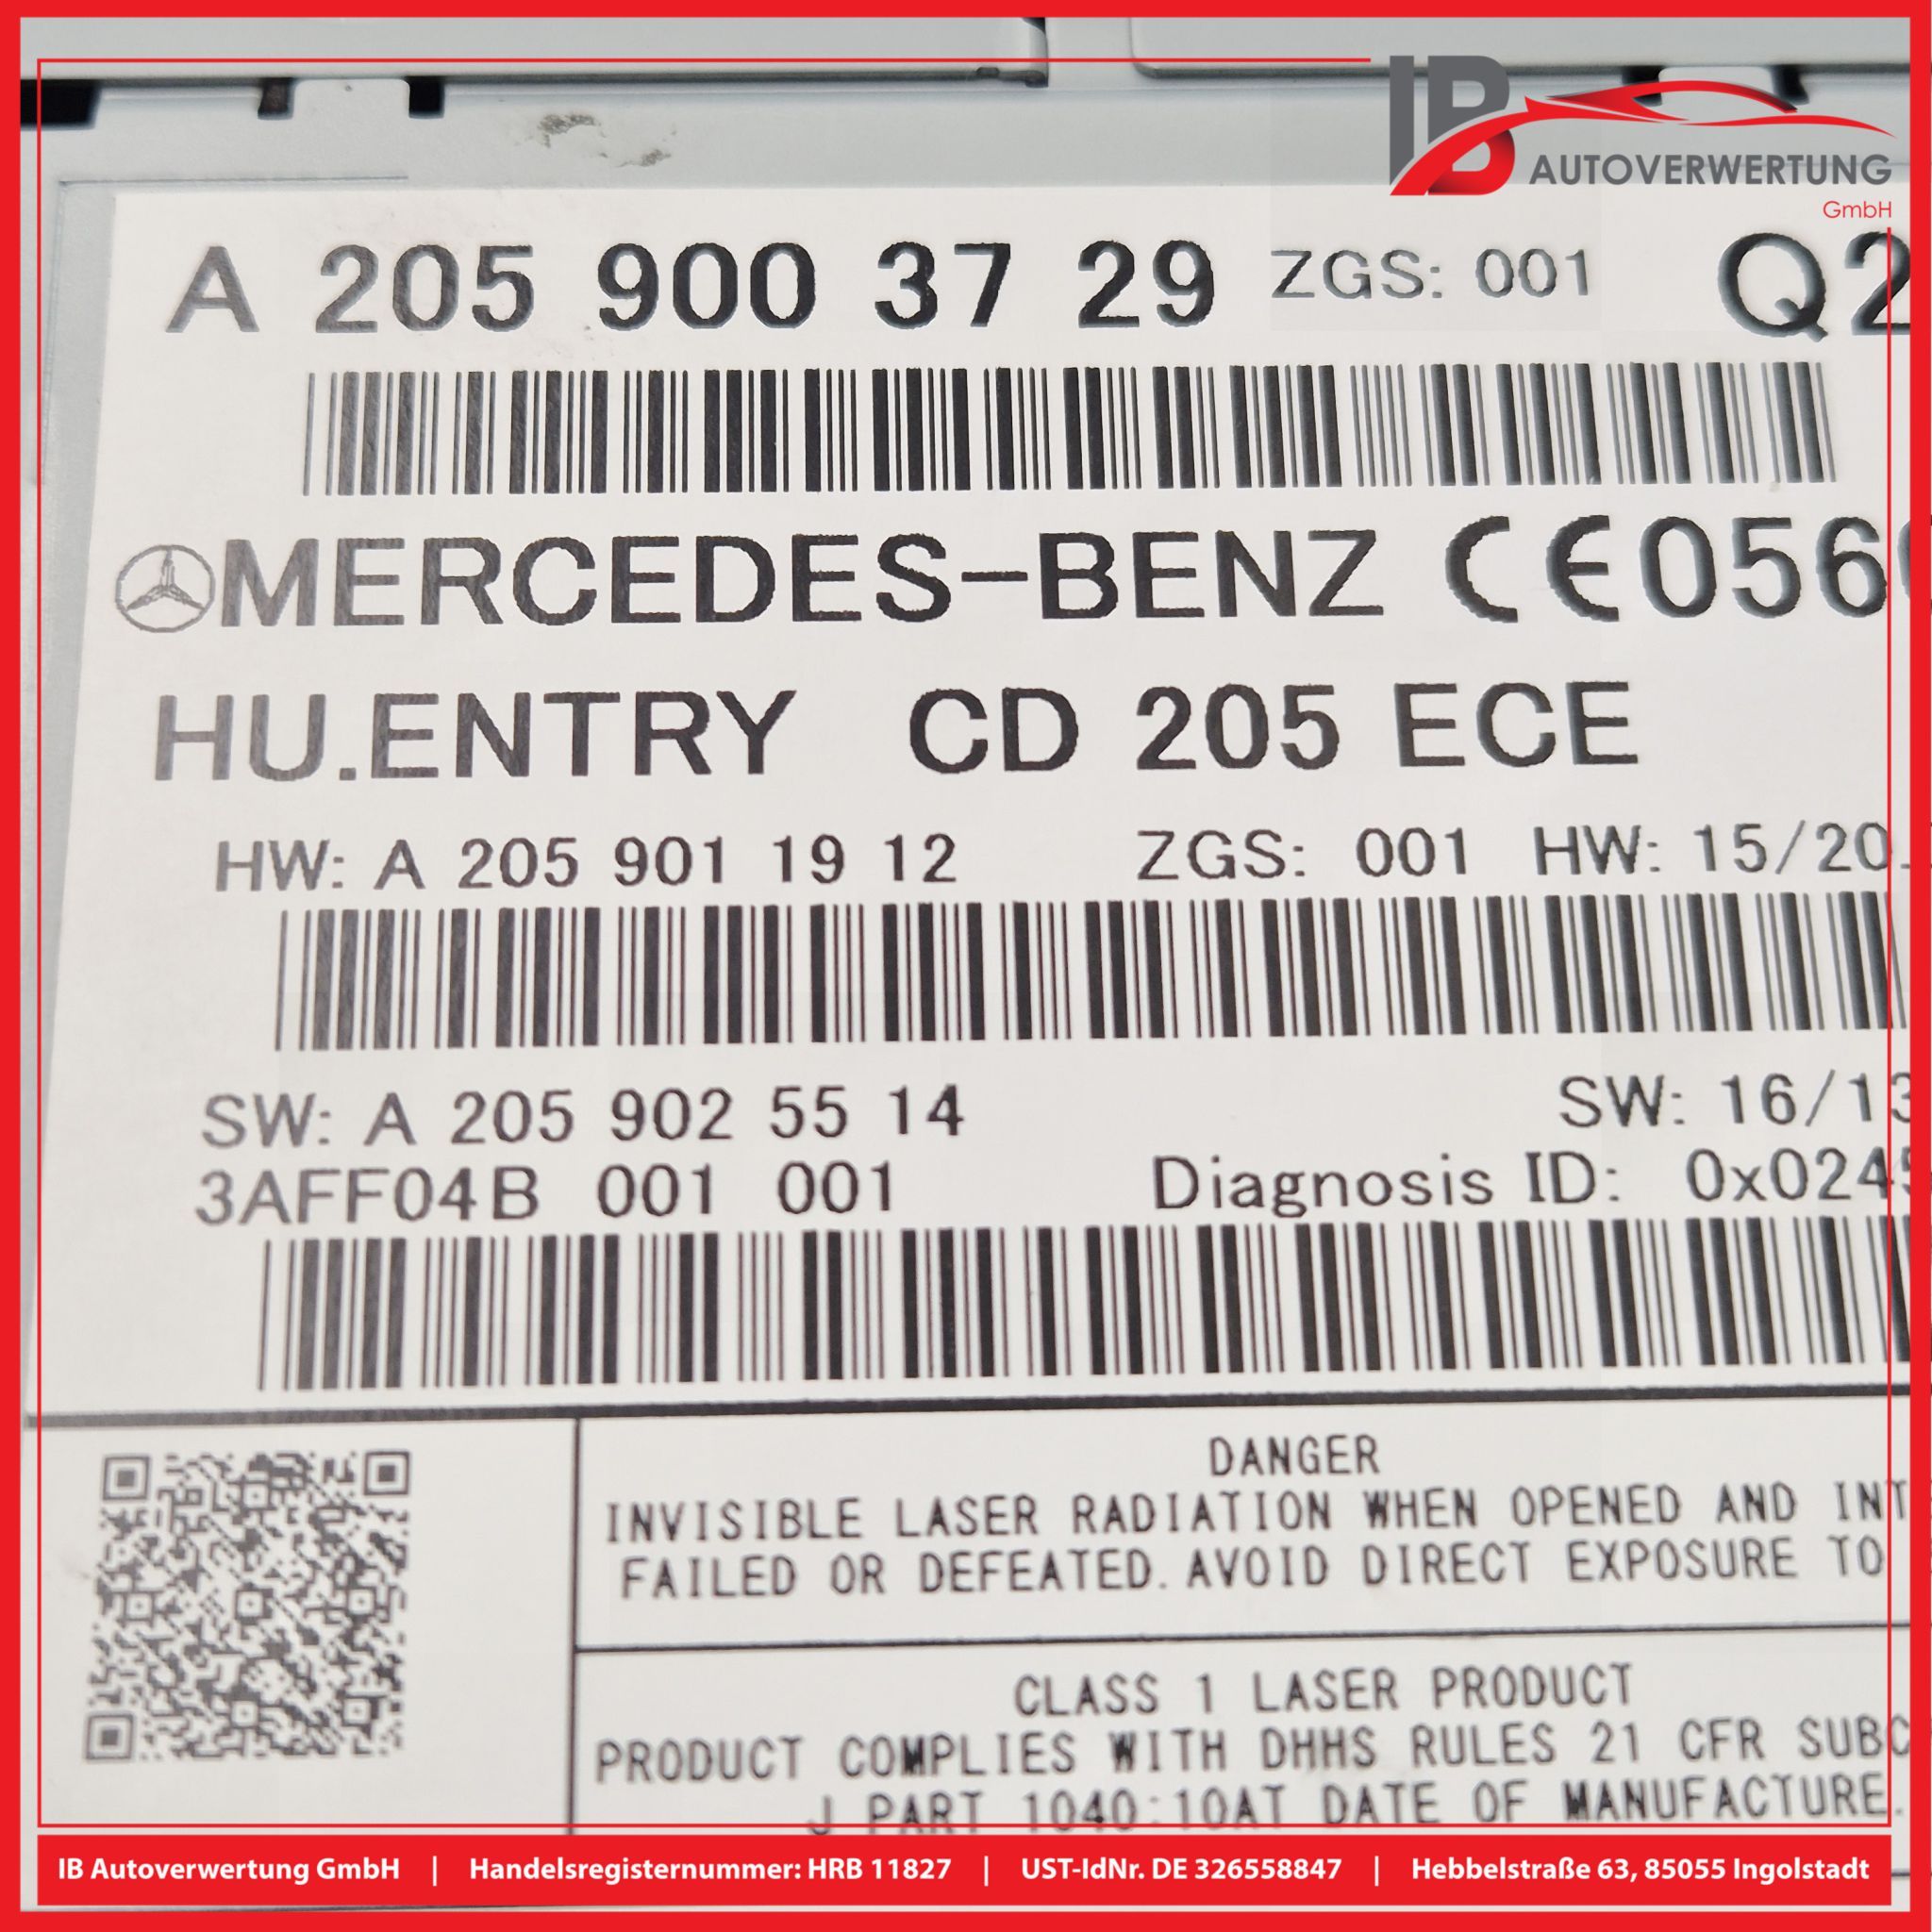 IB
AUTOVERWERTUNG
GmbH
A 205 900 37 29 ZGS: 001 Q2
MERCEDES-BENZ CE 056
HU.ENTRY CD 205 ECE
HW: A 205 901 19 12 ZGS: 001 HW: 15/20
SW: A 205 902 55 14 SW: 16/13
3AFF04B 001 001 Diagnosis ID: 0x024
DANGER
INVISIBLE LASER RADIATION WHEN OPENED AND INT
FAILED OR DEFEATED. AVOID DIRECT EXPOSURE TO
CLASS 1 LASER PRODUCT
PRODUCT COMPLIES WITH DHHS RULES 21 CFR SUBC
J PART 1040:10AT DATE OF MANUFACTURE.
IB Autoverwertung GmbH | Handelsregisternummer: HRB 11827 | UST-IdNr. DE 326558847 | Hebbelstraße 63, 85055 Ingolstadt